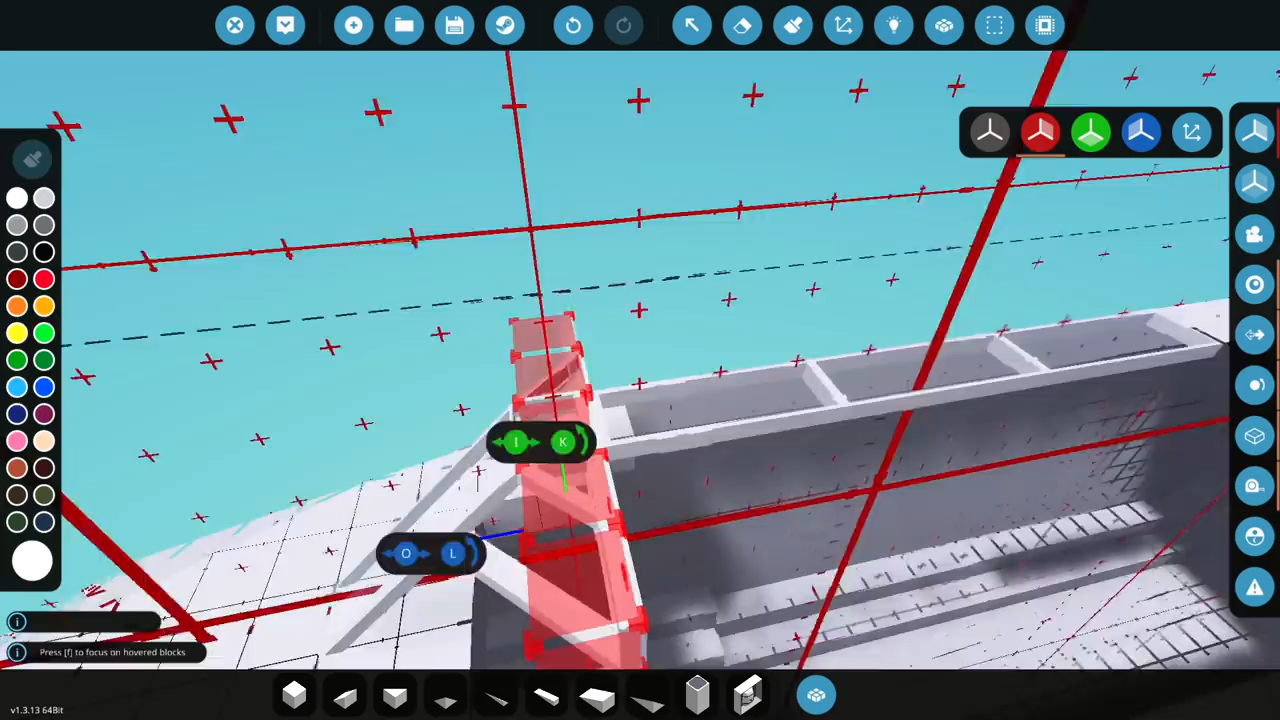 I K
O L
Press [f] to focus on hovered blocks
v1.3.13 64Bit